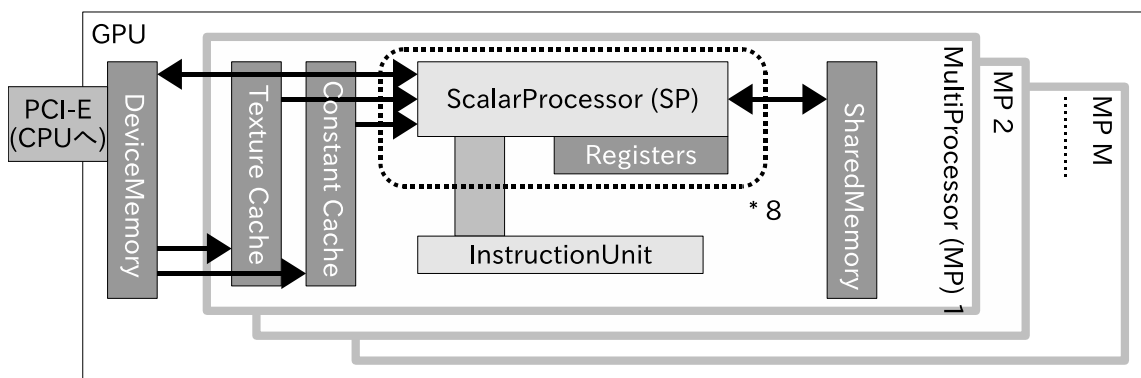 GPU
PCI-E
(CPUへ)
DeviceMemory
Texture Cache
Constant Cache
ScalarProcessor (SP)
Registers
* 8
InstructionUnit
SharedMemory
MultiProcessor (MP) 1
MP 2
MP M